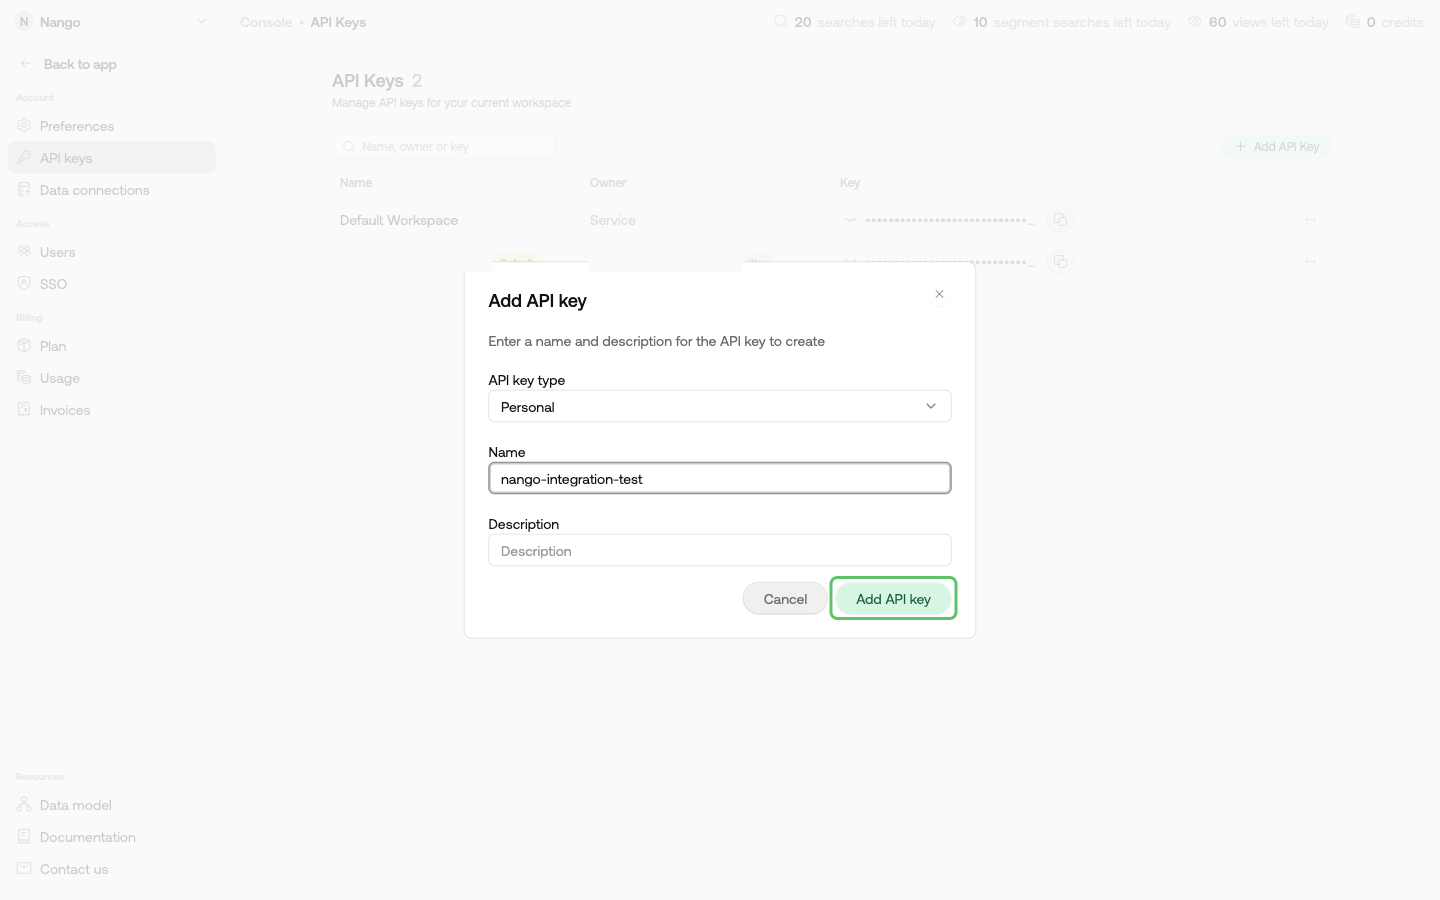 N Nango
Console • API Keys
20 searches left today
10 segment searches left today
60 views left today
0 credits
Back to app
Account
Preferences
API keys
Data connections
Access
Users
SSO
Billing
Plan
Usage
Invoices
Resources
Data model
Documentation
Contact us
API Keys 2
Manage API keys for your current workspace
Name, owner or key
Add API Key
Name Owner Key
Default Workspace Service ••••••••••••••••••••••••••••...
•••••••••...
Add API key
Enter a name and description for the API key to create
API key type
Personal
Name
nango-integration-test
Description
Description
Cancel Add API key